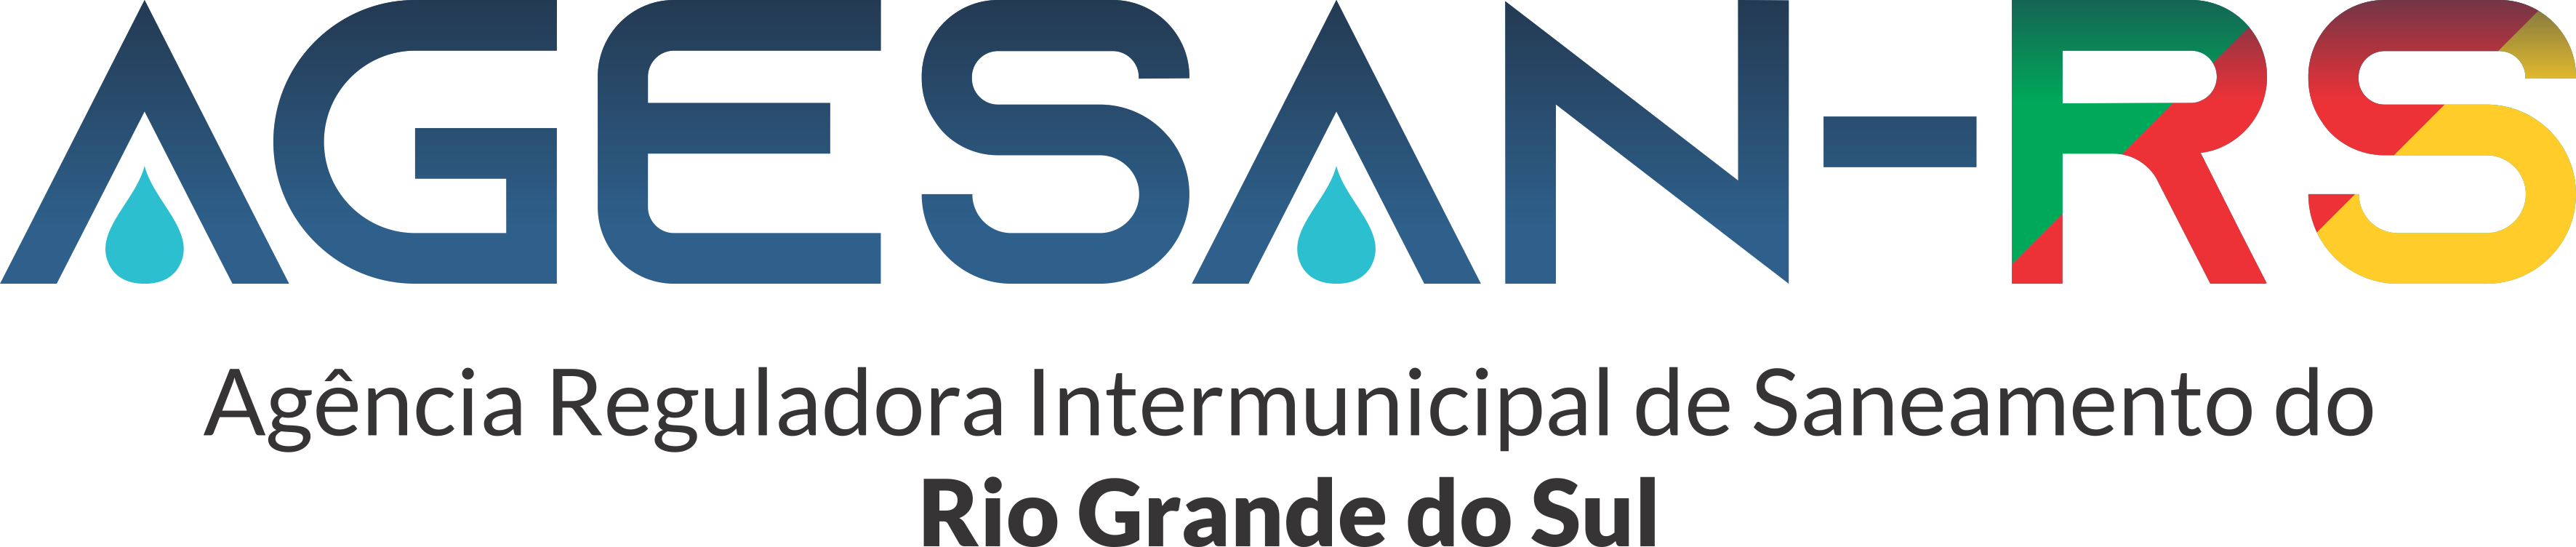 AGESAN-RS
Agência Reguladora Intermunicipal de Saneamento do
Rio Grande do Sul